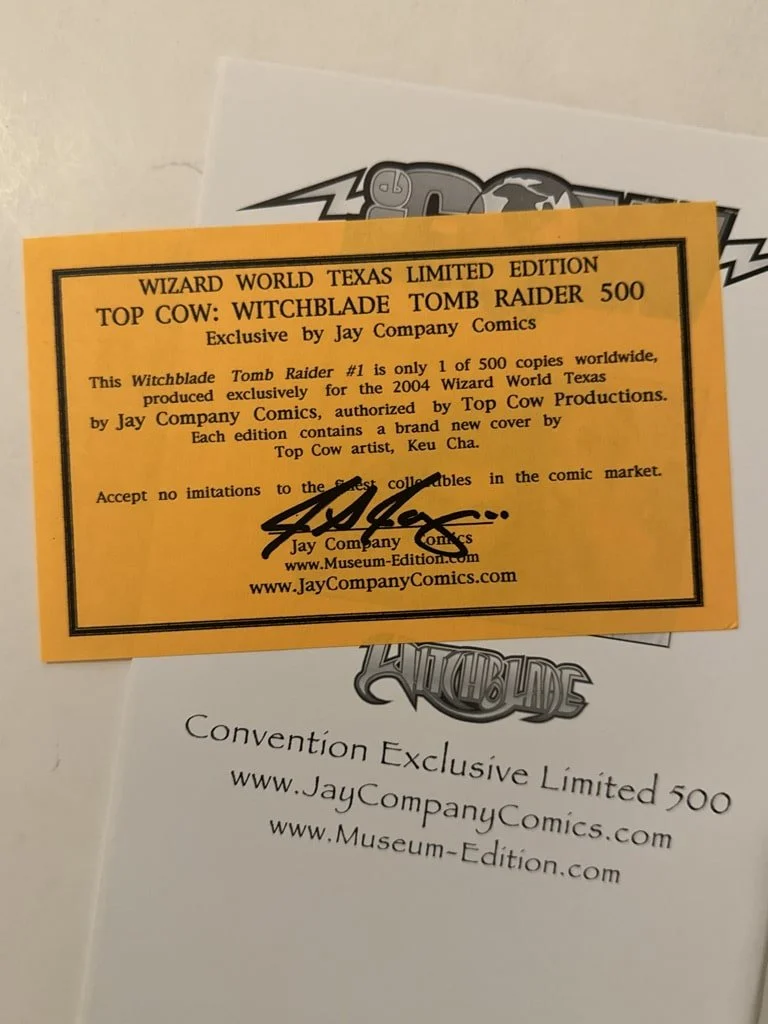 WIZARD WORLD TEXAS LIMITED EDITION
TOP COW: WITCHBLADE TOMB RAIDER 500
Exclusive by Jay Company Comics
This Witchblade Tomb Raider #1 is only 1 of 500 copies worldwide,
produced exclusively for the 2004 Wizard World Texas
by Jay Company Comics, authorized by Top Cow Productions.
Each edition contains a brand new cover by
Top Cow artist, Keu Cha.
Accept no imitations to the finest collectibles in the comic market.
Jay Company Comics
www.Museum-Edition.com
www.JayCompanyComics.com
WITCHBLADE
Convention Exclusive Limited 500
www.JayCompanyComics.com
www.Museum-Edition.com